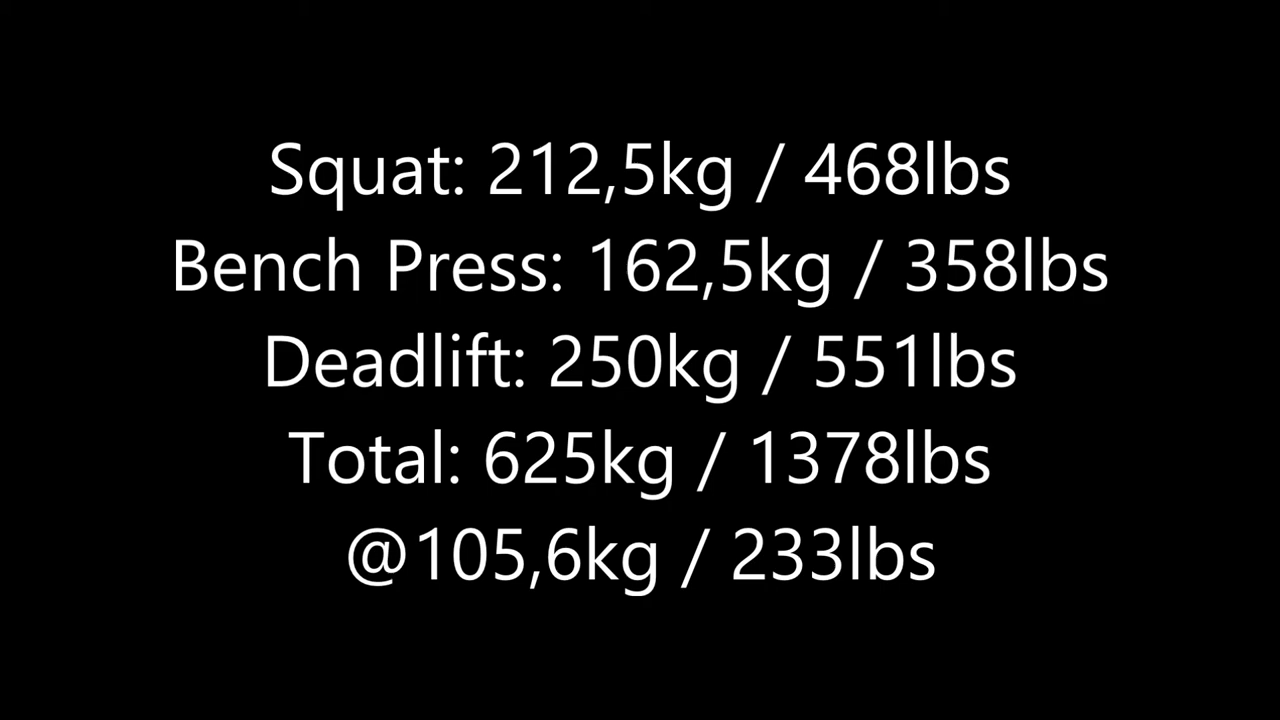 Squat: 212,5kg / 468lbs
Bench Press: 162,5kg / 358lbs
Deadlift: 250kg / 551lbs
Total: 625kg / 1378lbs
@105,6kg / 233lbs